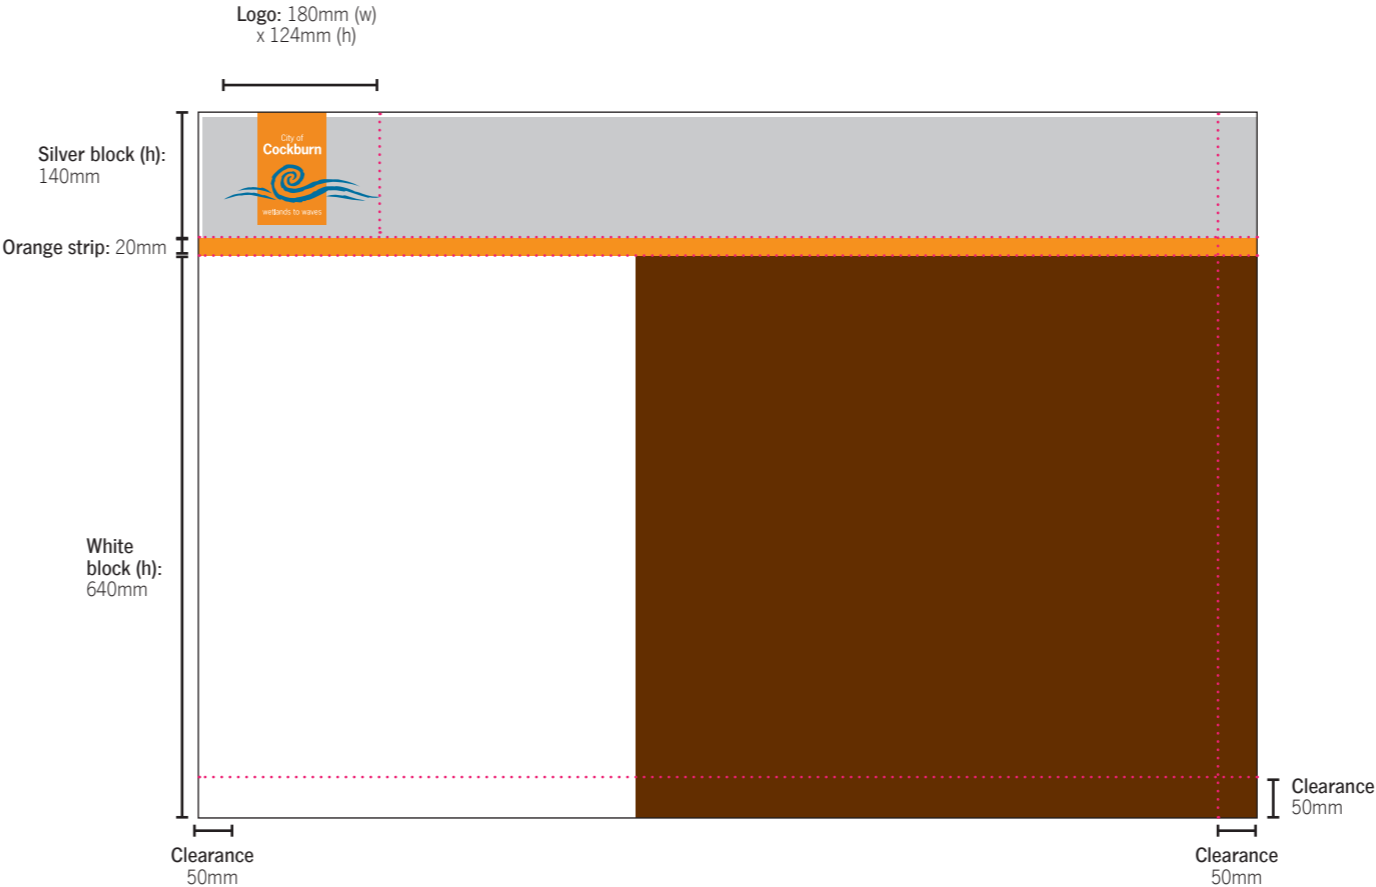 Logo: 180mm (w)
x 124mm (h)
City of
Cockburn
wetlands to waves
Silver block (h):
140mm
Orange strip: 20mm
White
block (h):
640mm
Clearance
50mm
Clearance
50mm
Clearance
50mm